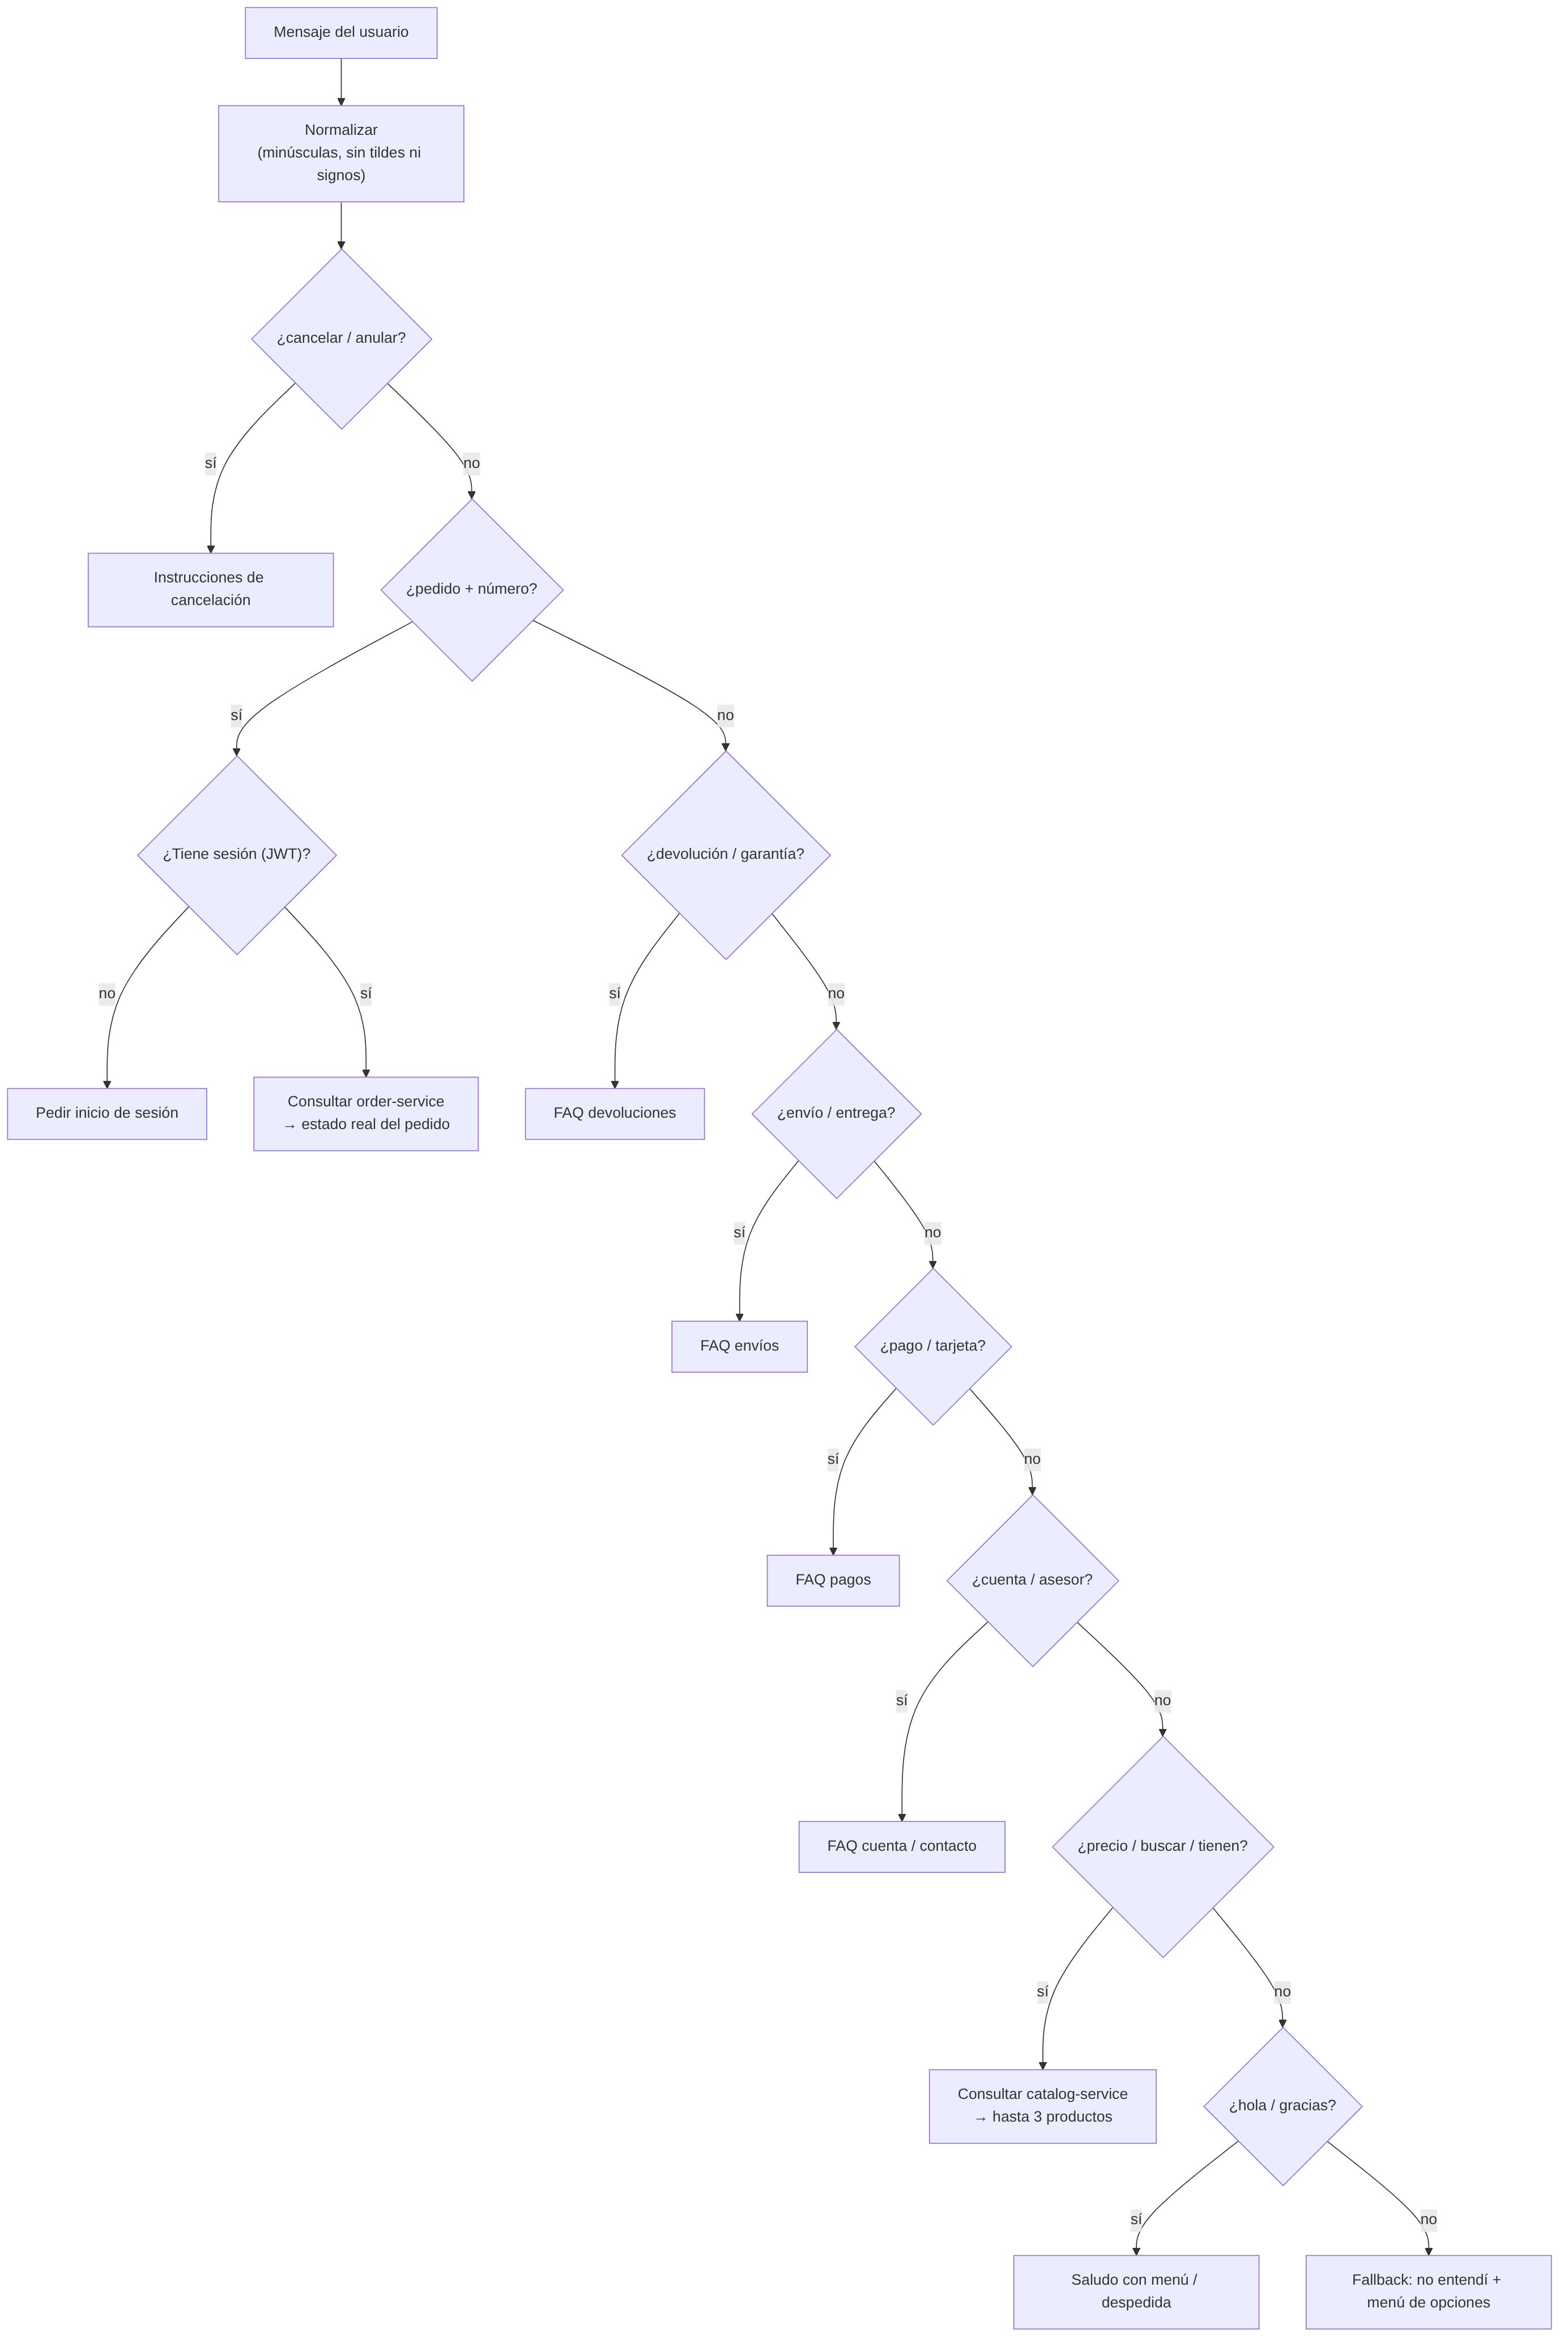 Mensaje del usuario
Normalizar
(minúsculas, sin tildes ni
signos)
¿cancelar / anular?
sí
no
Instrucciones de
cancelación
¿pedido + número?
sí
no
¿Tiene sesión (JWT)?
¿devolución / garantía?
no
sí
sí
no
Pedir inicio de sesión
Consultar order-service
→ estado real del pedido
FAQ devoluciones
¿envío / entrega?
sí
no
FAQ envíos
¿pago / tarjeta?
sí
no
FAQ pagos
¿cuenta / asesor?
sí
no
FAQ cuenta / contacto
¿precio / buscar / tienen?
sí
no
Consultar catalog-service
→ hasta 3 productos
¿hola / gracias?
sí
no
Saludo con menú /
despedida
Fallback: no entendí +
menú de opciones